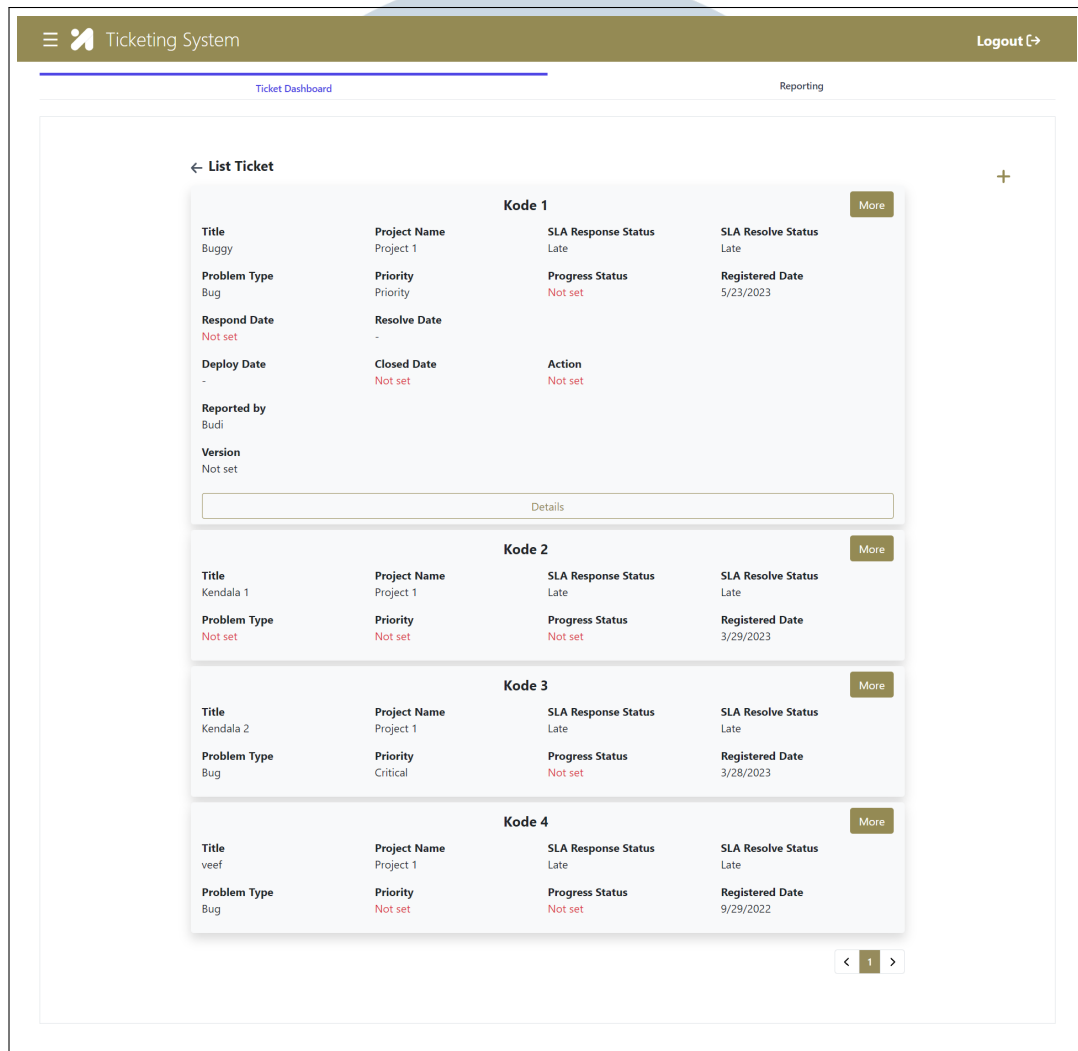 Ticketing System Logout
Ticket Dashboard Reporting
List Ticket
+
Kode 1 More
Title Project Name SLA Response Status SLA Resolve Status
Buggy Project 1 Late Late
Problem Type Priority Progress Status Registered Date
Bug Priority Not set 5/23/2023
Respond Date Resolve Date
Not set -
Deploy Date Closed Date Action
- Not set Not set
Reported by
Budi
Version
Not set
Details
Kode 2 More
Title Project Name SLA Response Status SLA Resolve Status
Kendala 1 Project 1 Late Late
Problem Type Priority Progress Status Registered Date
Not set Not set Not set 3/29/2023
Kode 3 More
Title Project Name SLA Response Status SLA Resolve Status
Kendala 2 Project 1 Late Late
Problem Type Priority Progress Status Registered Date
Bug Critical Not set 3/28/2023
Kode 4 More
Title Project Name SLA Response Status SLA Resolve Status
veef Project 1 Late Late
Problem Type Priority Progress Status Registered Date
Bug Not set Not set 9/29/2022
< 1 >